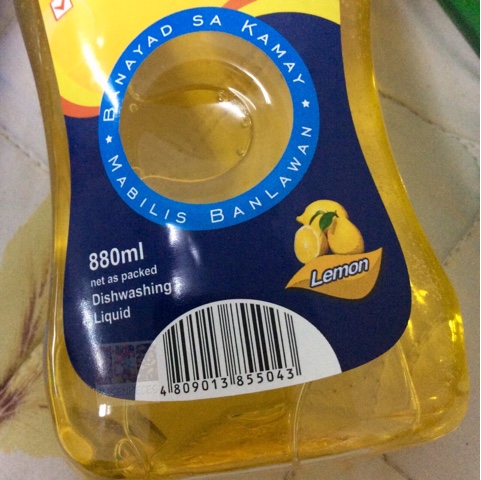 BANAYAD SA KAMAY
MABILIS BANLAWAN
880ml
net as packed
Dishwashing
Liquid
Lemon
4 809013 855043